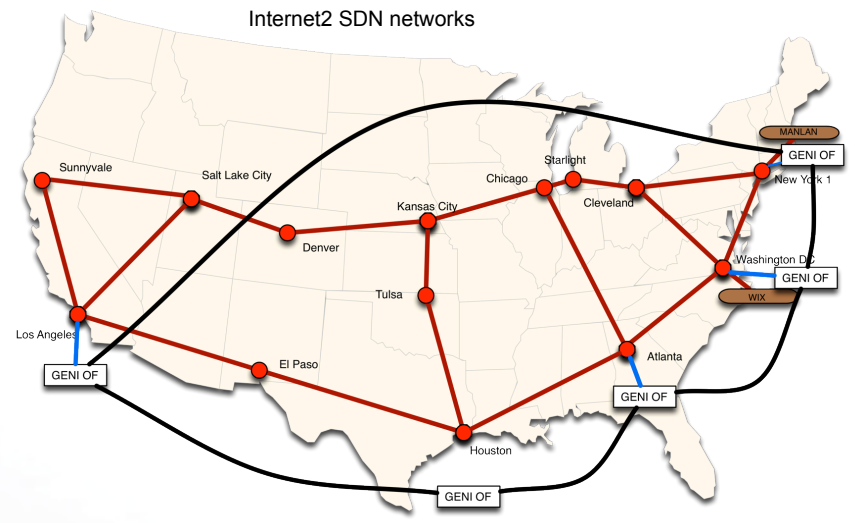 Internet2 SDN networks
MANLAN
GENI OF
Starlight
Sunnyvale
Salt Lake City
Chicago
New York 1
Cleveland
Kansas City
Denver
Washington DC
GENI OF
Tulsa
WIX
Los Angeles
El Paso
Atlanta
GENI OF
GENI OF
Houston
GENI OF